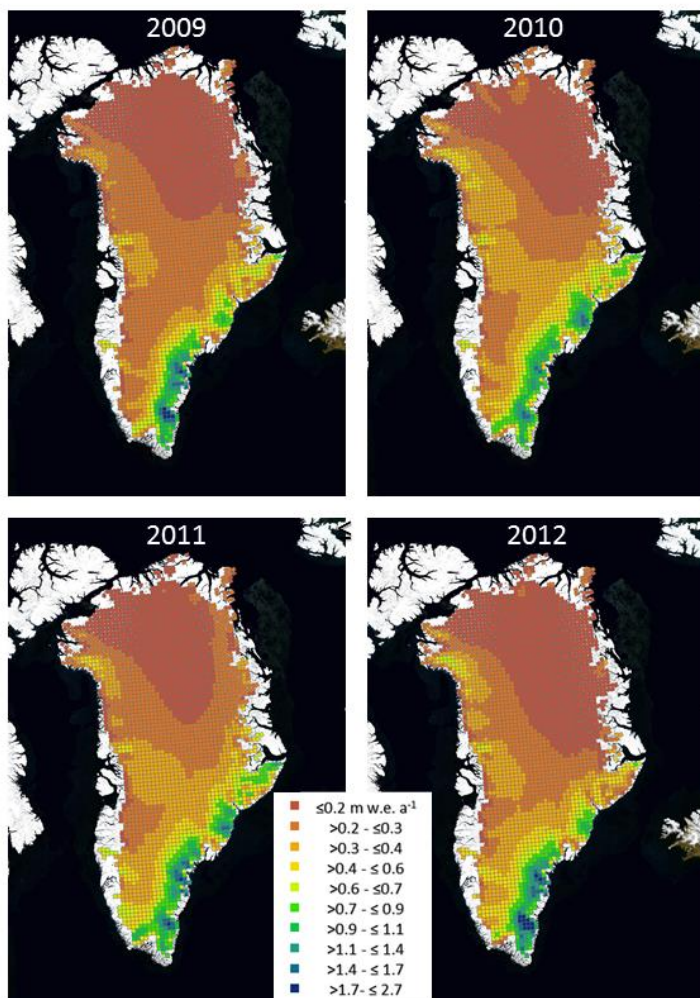 2009
2010
2011
2012
≤0.2 m w.e. a⁻¹
>0.2 - ≤0.3
>0.3 - ≤0.4
>0.4 - ≤ 0.6
>0.6 - ≤0.7
>0.7 - ≤ 0.9
>0.9 - ≤ 1.1
>1.1 - ≤ 1.4
>1.4 - ≤ 1.7
>1.7- ≤ 2.7